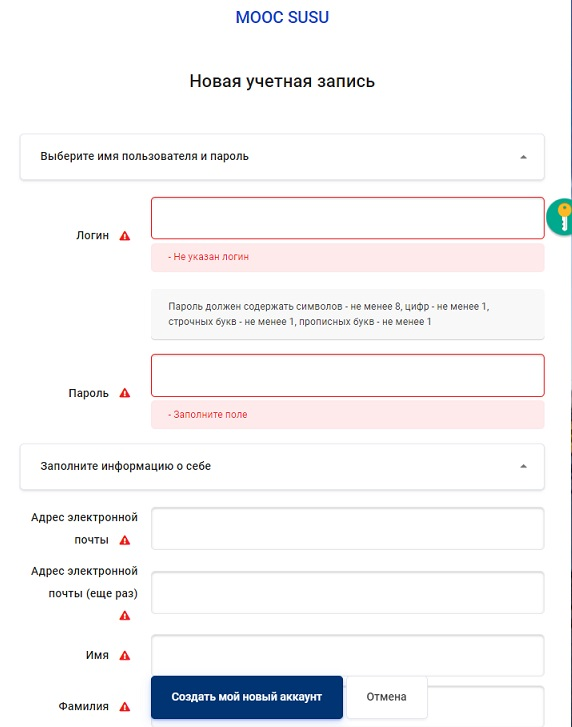 MOOC SUSU
Новая учетная запись
Выберите имя пользователя и пароль
Логин
- Не указан логин
Пароль должен содержать символов - не менее 8, цифр - не менее 1,
строчных букв - не менее 1, прописных букв - не менее 1
Пароль
- Заполните поле
Заполните информацию о себе
Адрес электронной
почты
Адрес электронной
почты (еще раз)
Имя
Создать мой новый аккаунт
Отмена
Фамилия